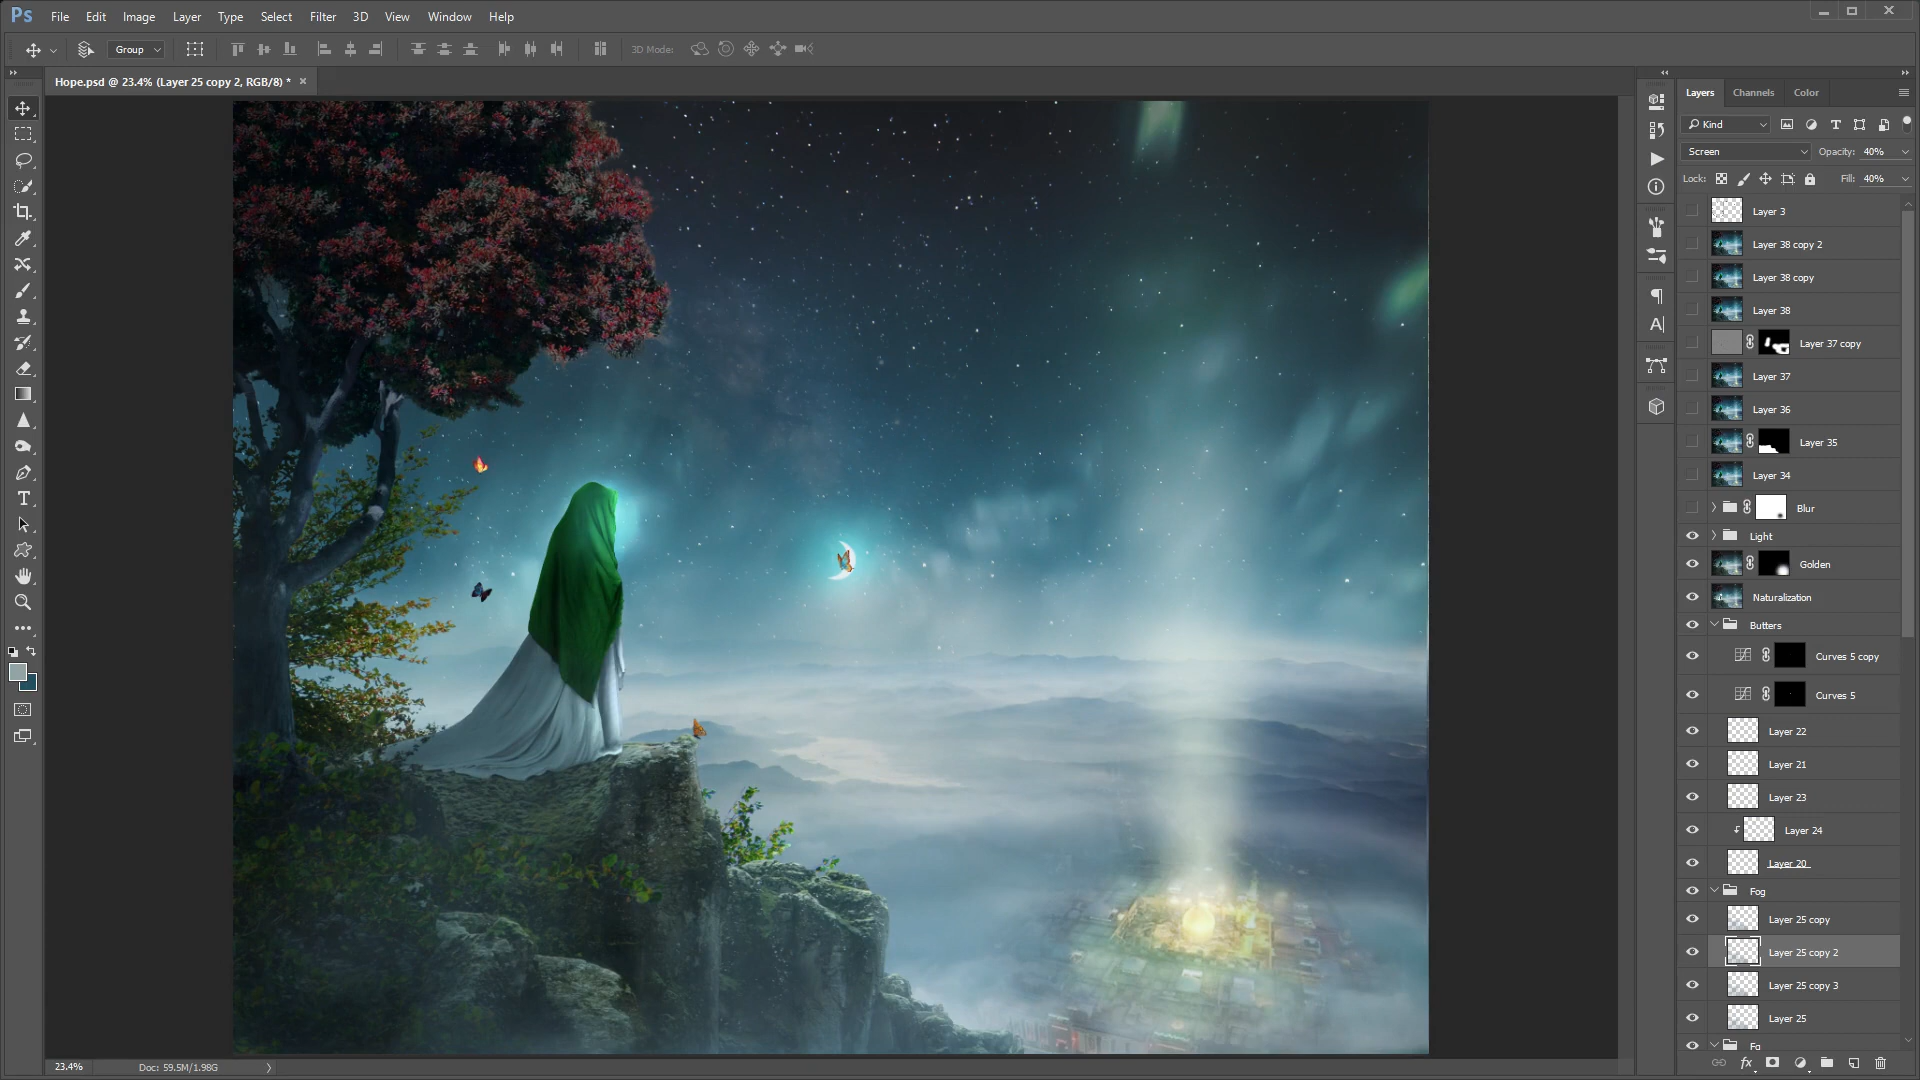 Ps File Edit Image Layer Type Select Filter 3D View Window Help
Group 3D Mode:
Hope.psd @ 23.4% (Layer 25 copy 2, RGB/8) *
Layers Channels Color
Kind
Screen Opacity: 40%
Lock: Fill: 40%
Layer 3
Layer 38 copy 2
Layer 38 copy
Layer 38
Layer 37 copy
Layer 37
Layer 36
Layer 35
Layer 34
Blur
Light
Golden
Naturalization
Butters
Curves 5 copy
Curves 5
Layer 22
Layer 21
Layer 23
Layer 24
Layer 20
Fog
Layer 25 copy
Layer 25 copy 2
Layer 25 copy 3
Layer 25
23.4% Doc: 59.5M/1.98G
fx